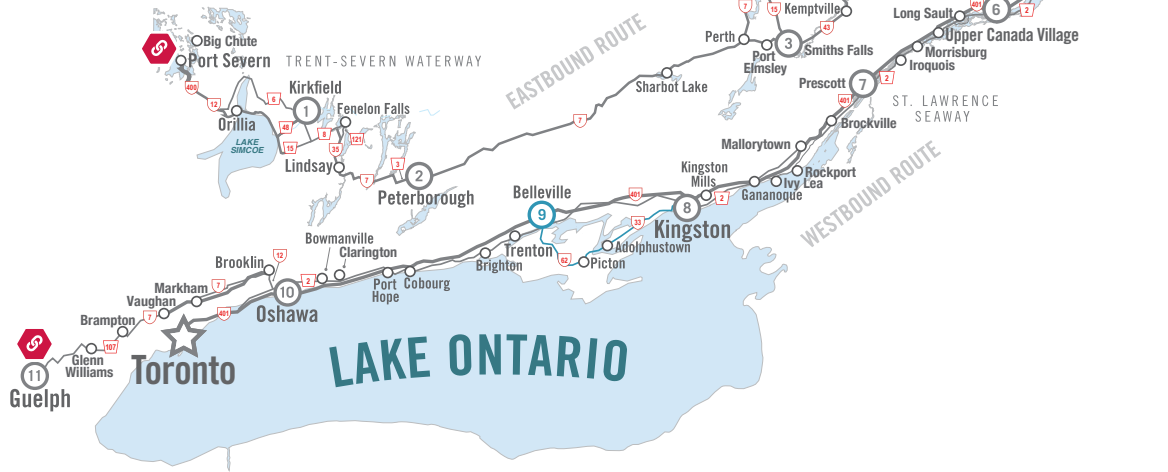 7
15
Kemptville
401
6
2
Long Sault
Upper Canada Village
43
Perth
3
Smiths Falls
Port
Elmsley
Morrisburg
Iroquois
Big Chute
Port Severn
TRENT-SEVERN WATERWAY
EASTBOUND ROUTE
Sharbot Lake
Prescott
7
2
401
ST. LAWRENCE
SEAWAY
400
12
6
Kirkfield
1
Fenelon Falls
Orillia
48
8
121
15
35
LAKE
SIMCOE
7
Brockville
Mallorytown
Lindsay
7
3
2
Peterborough
Kingston
Mills
Rockport
Ivy Lea
Gananoque
WESTBOUND ROUTE
Belleville
9
401
8
2
Kingston
33
Adolphustown
62
Picton
Trenton
Brighton
Bowmanville
Clarington
Brooklin
12
2
Port
Hope
Cobourg
10
Oshawa
Markham
7
Vaughan
7
401
Brampton
107
Glenn
Williams
11
Guelph
Toronto
LAKE ONTARIO